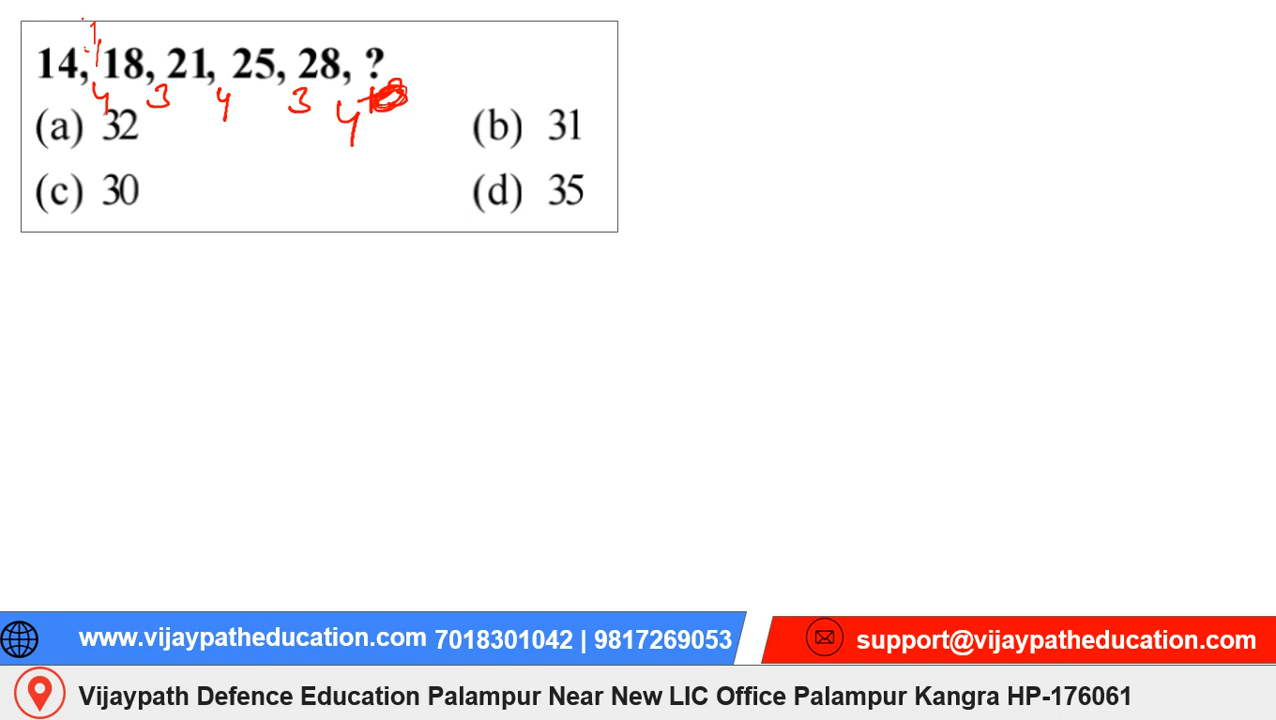 14, 18, 21, 25, 28, ?
4 3 4 3 4
(a) 32 (b) 31
(c) 30 (d) 35
www.vijaypatheducation.com 7018301042 | 9817269053 support@vijaypatheducation.com
Vijaypath Defence Education Palampur Near New LIC Office Palampur Kangra HP-176061